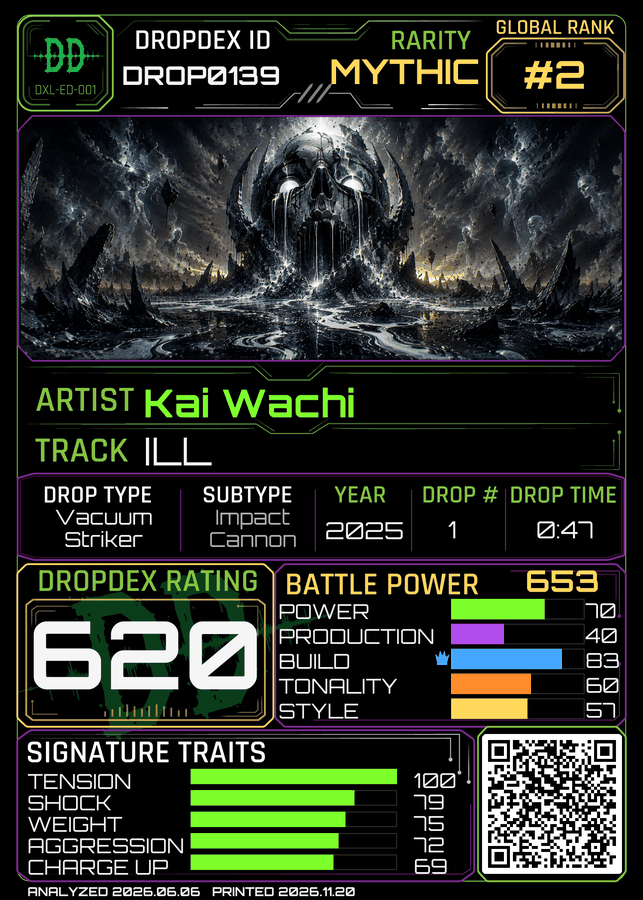 DD
DXL-ED-001
DROPDEX ID
DROP0139
RARITY
MYTHIC
GLOBAL RANK
#2
ARTIST Kai Wachi
TRACK ILL
DROP TYPE
Vacuum
Striker
SUBTYPE
Impact
Cannon
YEAR
2025
DROP #
1
DROP TIME
0:47
DROPDEX RATING
620
BATTLE POWER 653
POWER 70
PRODUCTION 40
BUILD 83
TONALITY 60
STYLE 57
SIGNATURE TRAITS
TENSION 100
SHOCK 79
WEIGHT 75
AGGRESSION 72
CHARGE UP 69
ANALYZED 2026.06.06 PRINTED 2026.11.20